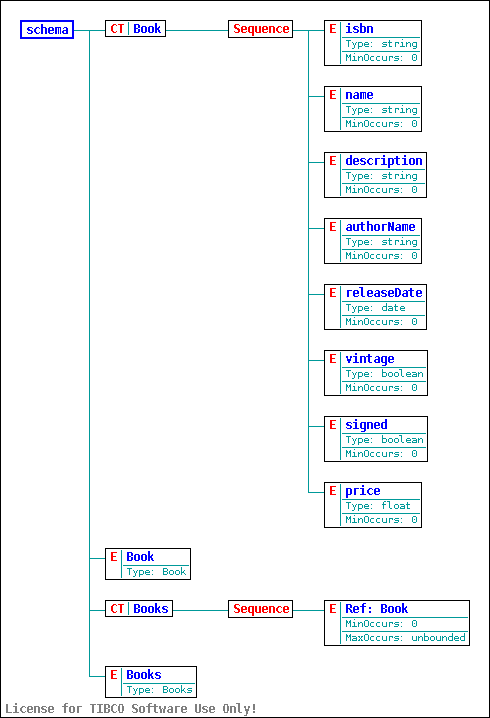 schema
CT Book
Sequence
E isbn
Type: string
MinOccurs: 0
E name
Type: string
MinOccurs: 0
E description
Type: string
MinOccurs: 0
E authorName
Type: string
MinOccurs: 0
E releaseDate
Type: date
MinOccurs: 0
E vintage
Type: boolean
MinOccurs: 0
E signed
Type: boolean
MinOccurs: 0
E price
Type: float
MinOccurs: 0
E Book
Type: Book
CT Books
Sequence
E Ref: Book
MinOccurs: 0
MaxOccurs: unbounded
E Books
Type: Books
License for TIBCO Software Use Only!